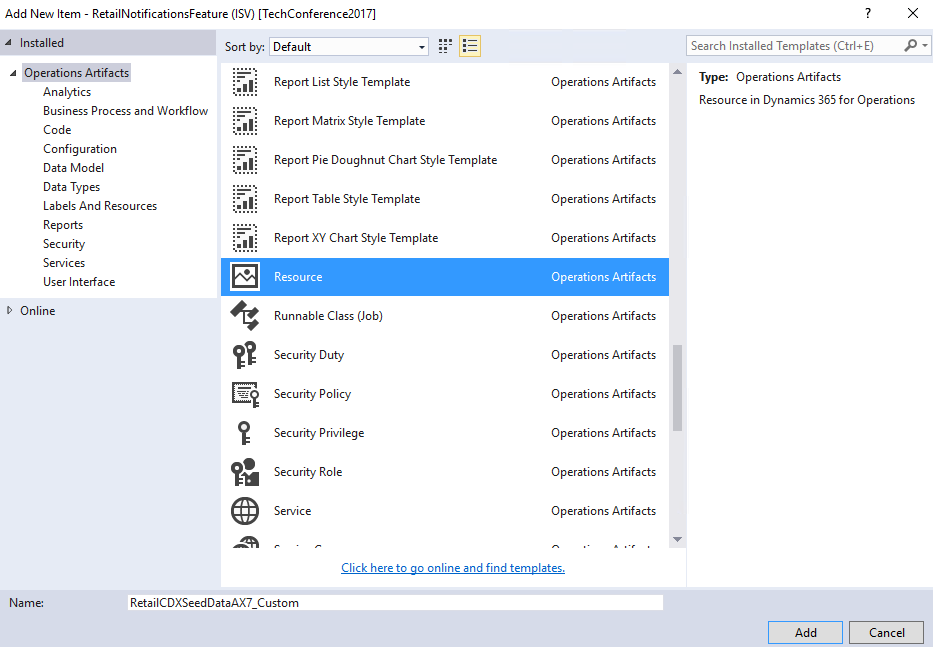 Add New Item - RetailNotificationsFeature (ISV) [TechConference2017]
?
Installed
Sort by: Default
Search Installed Templates (Ctrl+E)
Operations Artifacts
Analytics
Business Process and Workflow
Code
Configuration
Data Model
Data Types
Labels And Resources
Reports
Security
Services
User Interface
Online
Report List Style Template Operations Artifacts
Report Matrix Style Template Operations Artifacts
Report Pie Doughnut Chart Style Template Operations Artifacts
Report Table Style Template Operations Artifacts
Report XY Chart Style Template Operations Artifacts
Resource Operations Artifacts
Runnable Class (Job) Operations Artifacts
Security Duty Operations Artifacts
Security Policy Operations Artifacts
Security Privilege Operations Artifacts
Security Role Operations Artifacts
Service Operations Artifacts
Click here to go online and find templates.
Type: Operations Artifacts
Resource in Dynamics 365 for Operations
Name: RetailCDXSeedDataAX7_Custom
Add Cancel